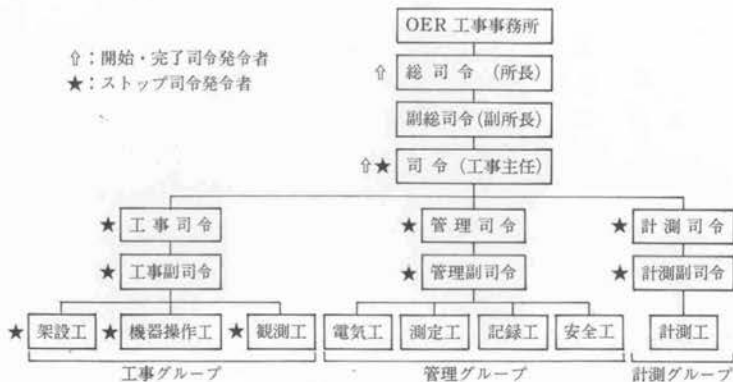 OER 工事事務所
⇧：開始・完了司令発令者
★：ストップ司令発令者
⇧ 総司令 (所長)
副総司令(副所長)
⇧★ 司令 (工事主任)
★ 工事司令 ★ 管理司令 ★ 計測司令
★ 工事副司令 ★ 管理副司令 ★ 計測副司令
★ 架設工 ★ 機器操作工 ★ 観測工 電気工 測定工 記録工 安全工 計測工
工事グループ 管理グループ 計測グループ